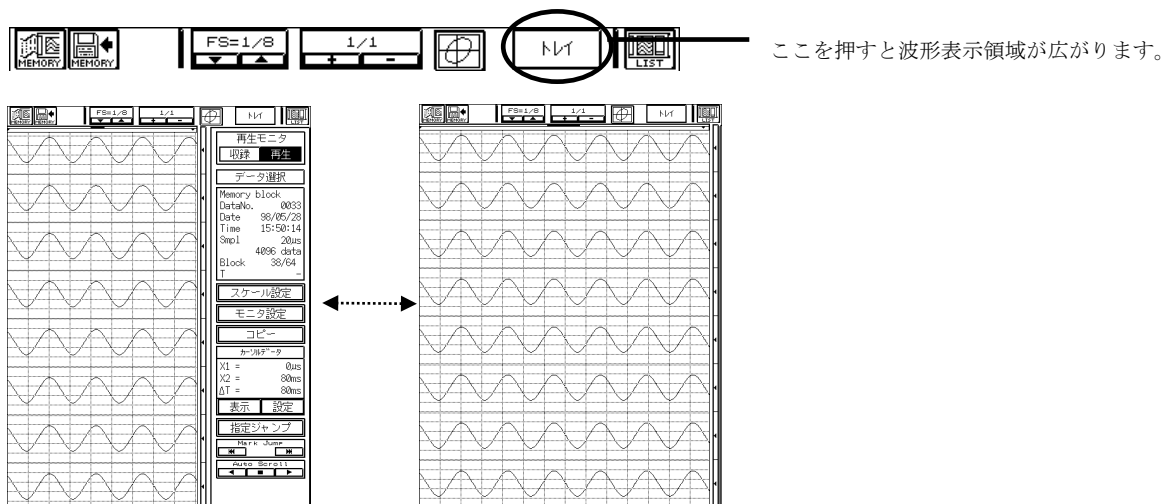 MEMORY MEMORY FS=1/8 1/1 + - トレイ LIST
ここを押すと波形表示領域が広がります。
FS=1/8 1/1 + - トレイ LIST
再生モニタ
収録 再生
データ選択
Memory block
DataNo. 0033
Date 98/05/28
Time 15:50:14
Smpl 20μs
4096 data
Block 38/64
T -
スケール設定
モニタ設定
コピー
カーソルデータ
X1 = 0μs
X2 = 80ms
ΔT = 80ms
表示 設定
指定ジャンプ
Mark Jump
Auto Scroll
FS=1/8 1/1 + - トレイ LIST